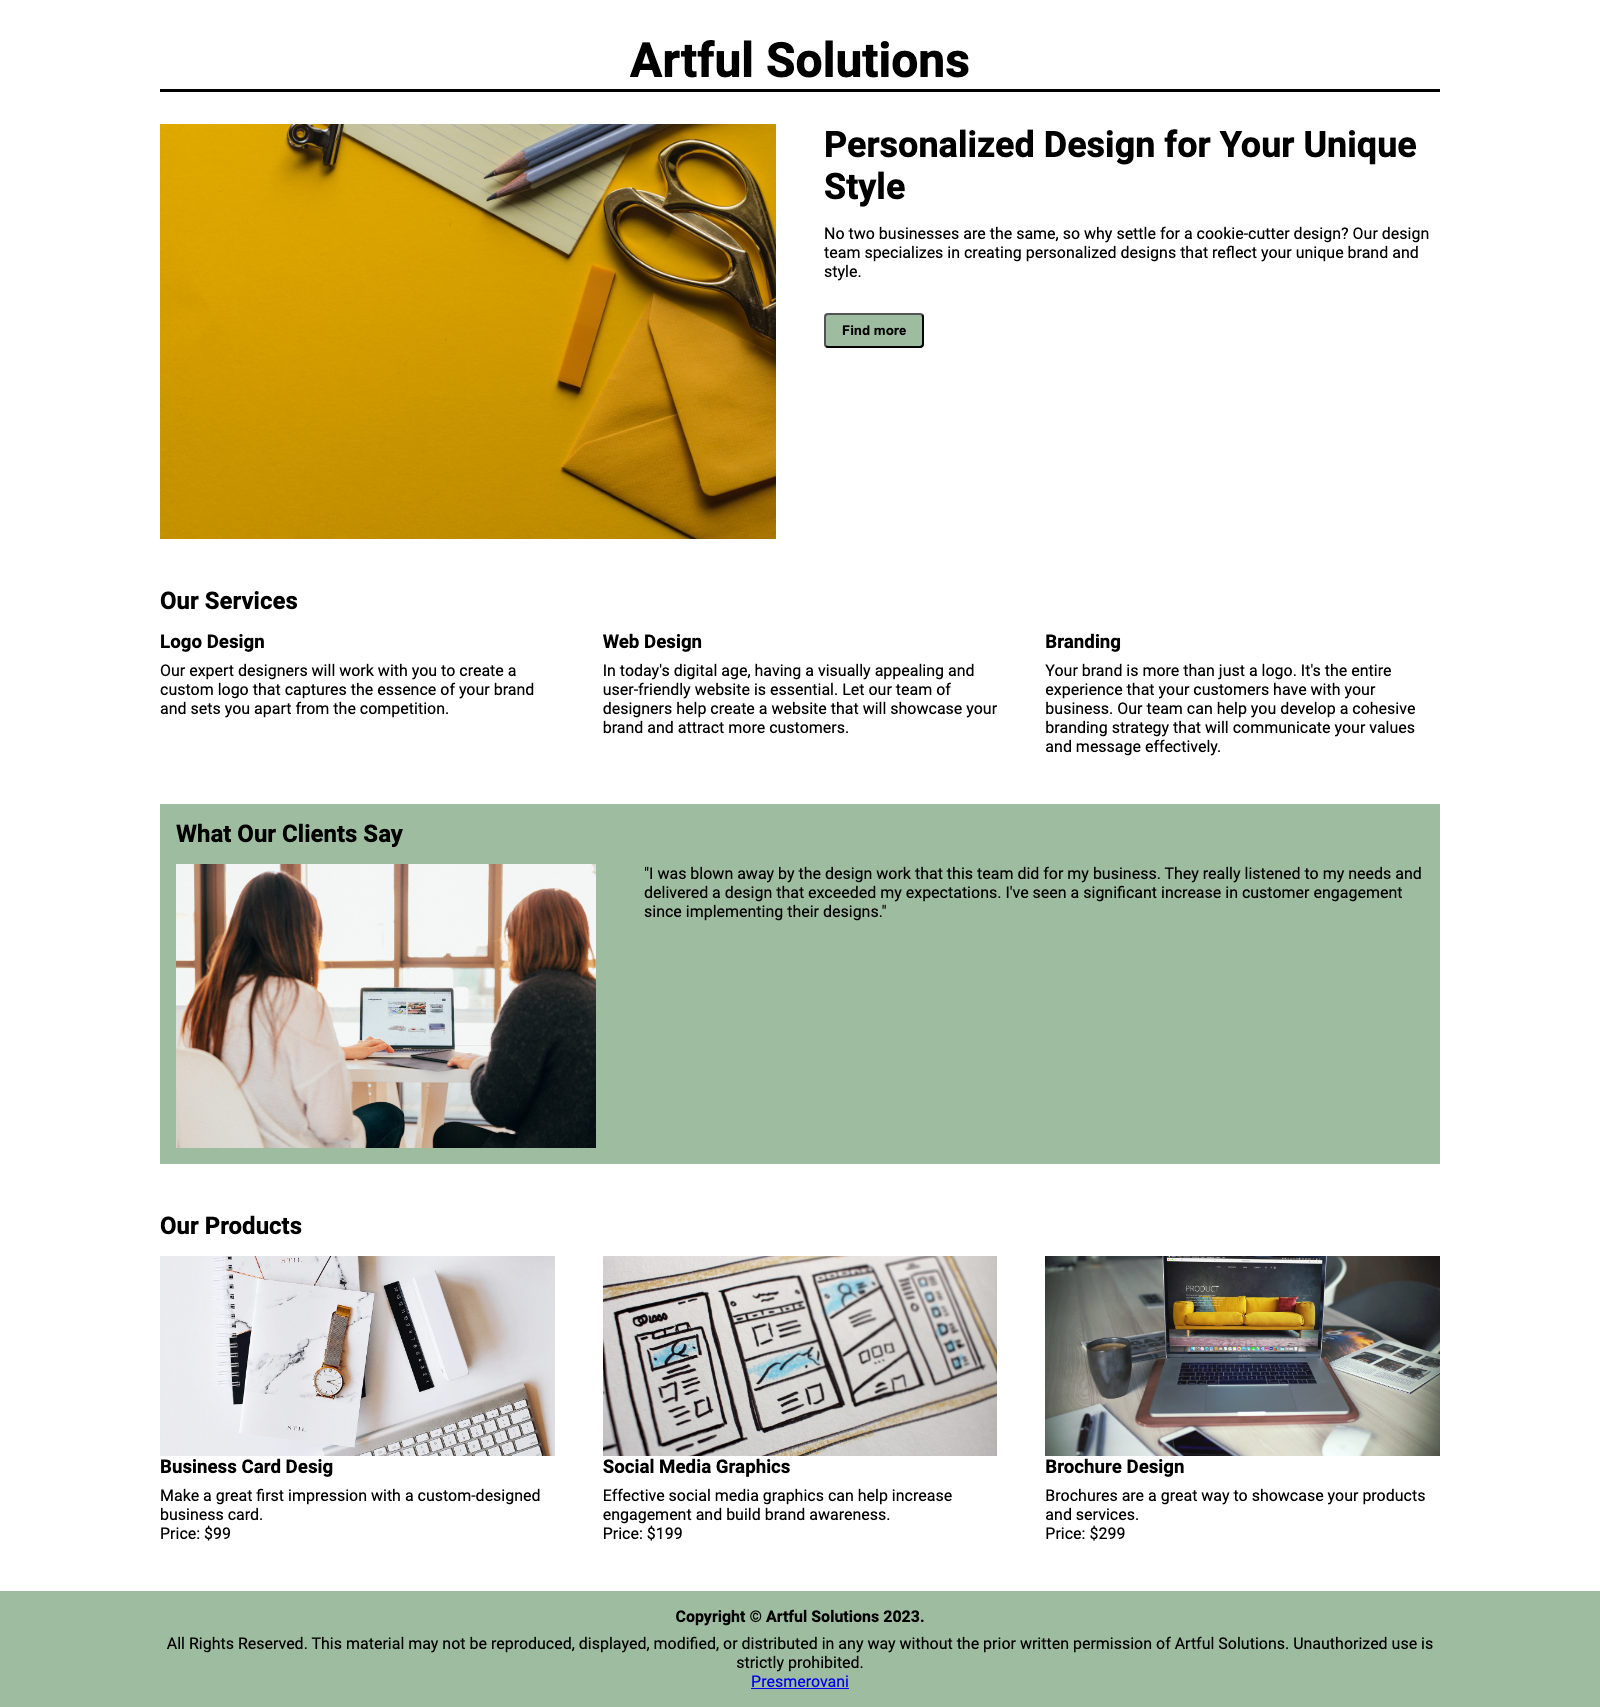 Artful Solutions
Personalized Design for Your Unique
Style
No two businesses are the same, so why settle for a cookie-cutter design? Our design
team specializes in creating personalized designs that reflect your unique brand and
style.
Find more
Our Services
Logo Design
Our expert designers will work with you to create a
custom logo that captures the essence of your brand
and sets you apart from the competition.
Web Design
In today's digital age, having a visually appealing and
user-friendly website is essential. Let our team of
designers help create a website that will showcase your
brand and attract more customers.
Branding
Your brand is more than just a logo. It's the entire
experience that your customers have with your
business. Our team can help you develop a cohesive
branding strategy that will communicate your values
and message effectively.
What Our Clients Say
"I was blown away by the design work that this team did for my business. They really listened to my needs and
delivered a design that exceeded my expectations. I've seen a significant increase in customer engagement
since implementing their designs."
Our Products
STIL
STIL
Business Card Desig
Make a great first impression with a custom-designed
business card.
Price: $99
LOGO
Social Media Graphics
Effective social media graphics can help increase
engagement and build brand awareness.
Price: $199
PRODUCT
Brochure Design
Brochures are a great way to showcase your products
and services.
Price: $299
Copyright © Artful Solutions 2023.
All Rights Reserved. This material may not be reproduced, displayed, modified, or distributed in any way without the prior written permission of Artful Solutions. Unauthorized use is
strictly prohibited.
Presmerovani